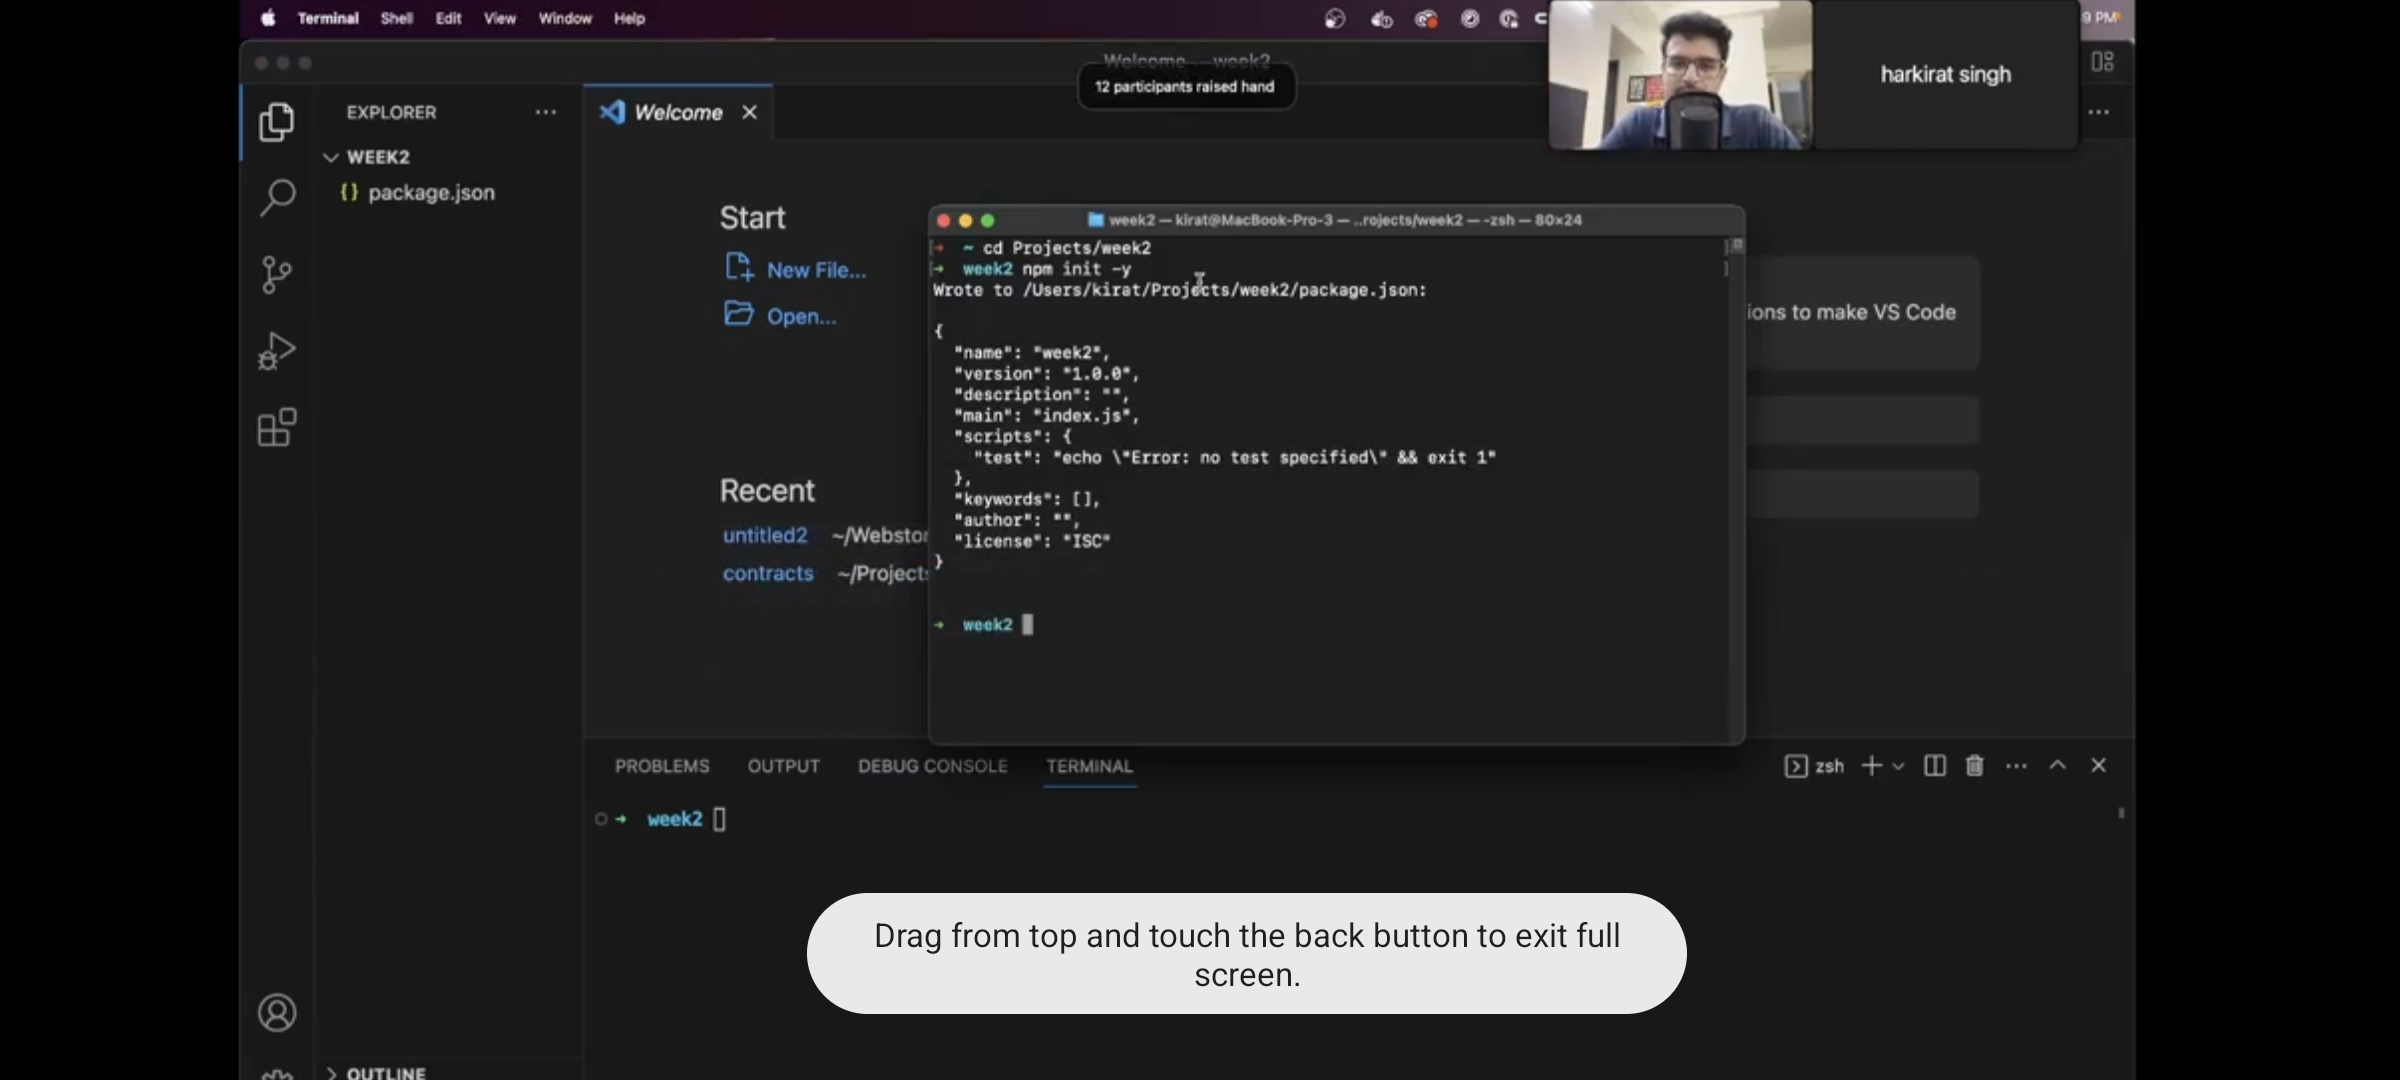 Terminal Shell Edit View Window Help
9 PM
Welcome — week2
12 participants raised hand
harkirat singh
EXPLORER
Welcome
WEEK2
package.json
Start
New File...
Open...
Recent
untitled2 ~/Webstor
contracts ~/Project
week2 — kirat@MacBook-Pro-3 — ..rojects/week2 — -zsh — 80×24
~ cd Projects/week2
week2 npm init -y
Wrote to /Users/kirat/Projects/week2/package.json:
{
"name": "week2",
"version": "1.0.0",
"description": "",
"main": "index.js",
"scripts": {
"test": "echo \"Error: no test specified\" && exit 1"
},
"keywords": [],
"author": "",
"license": "ISC"
}
week2
ions to make VS Code
PROBLEMS OUTPUT DEBUG CONSOLE TERMINAL
zsh
week2
Drag from top and touch the back button to exit full
screen.
OUTLINE